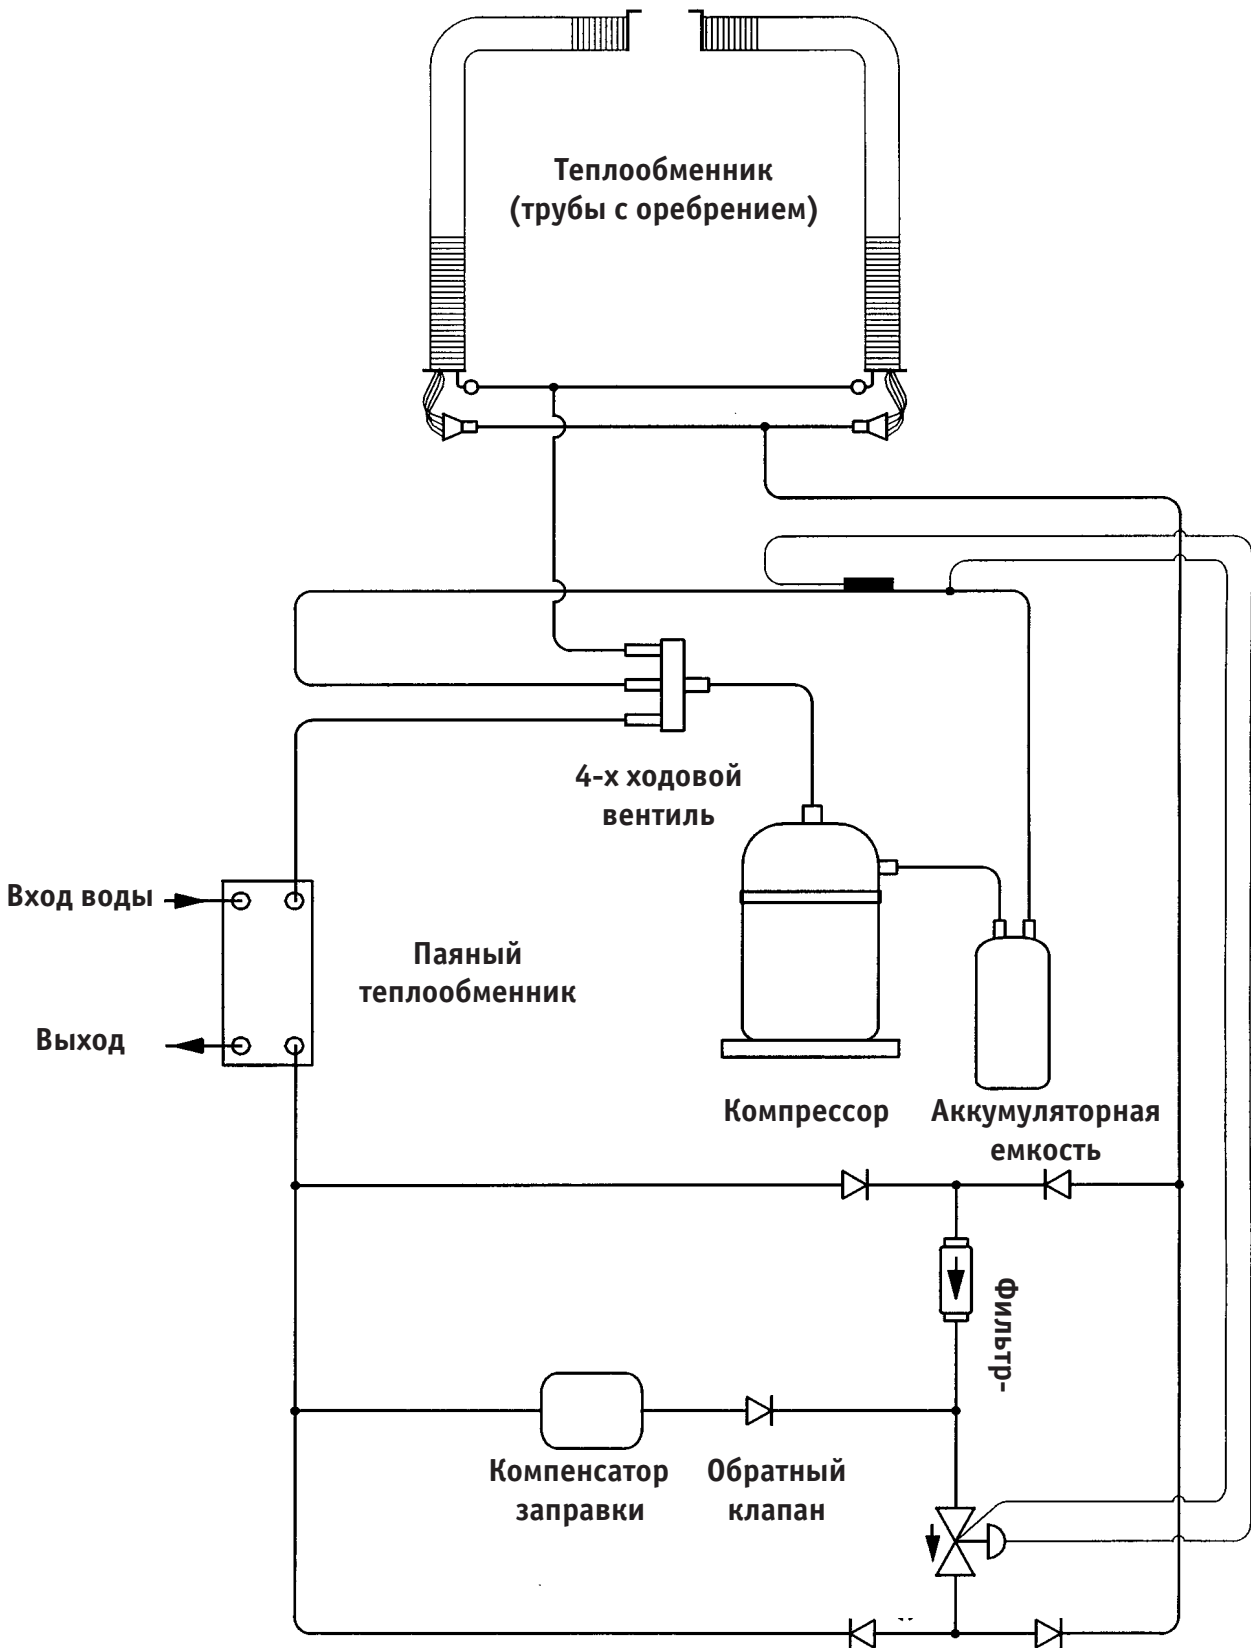 Теплообменник
(трубы с оребрением)
4-х ходовой
вентиль
Вход воды
Паяный
теплообменник
Выход
Компрессор
Аккумуляторная
емкость
Фильтр-
Компенсатор
заправки
Обратный
клапан